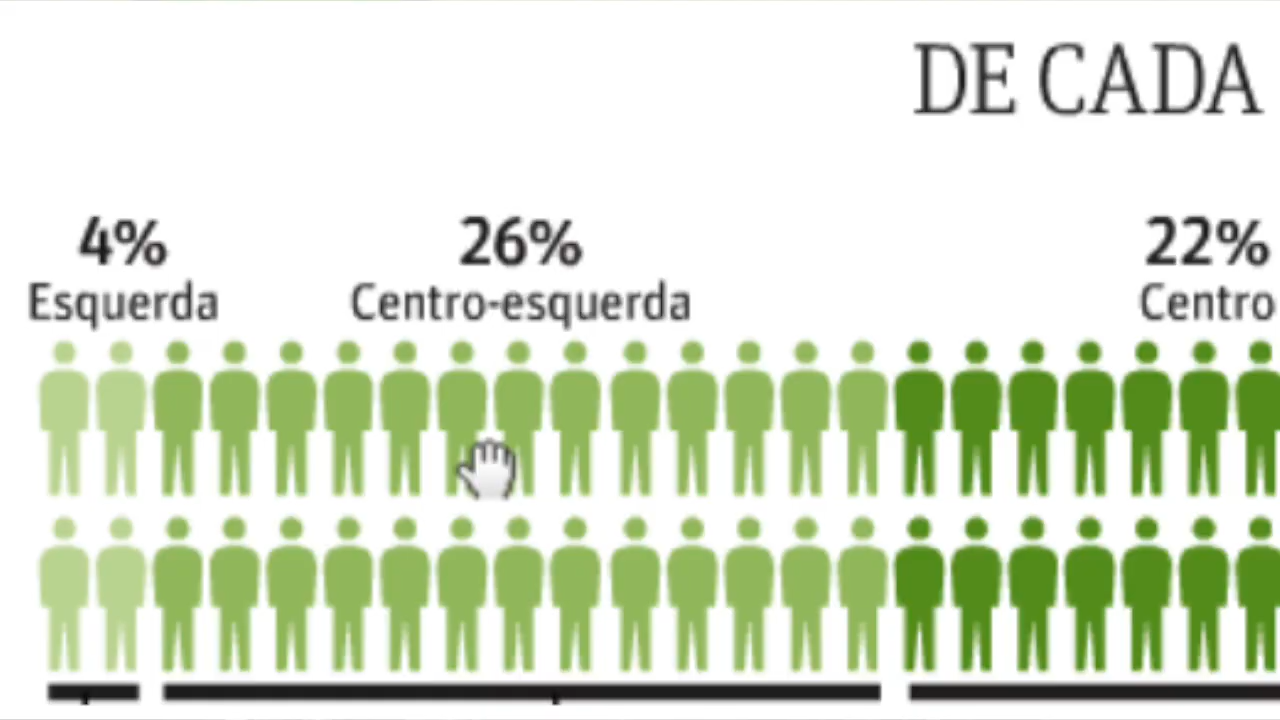 DE CADA
4%
Esquerda
26%
Centro-esquerda
22%
Centro